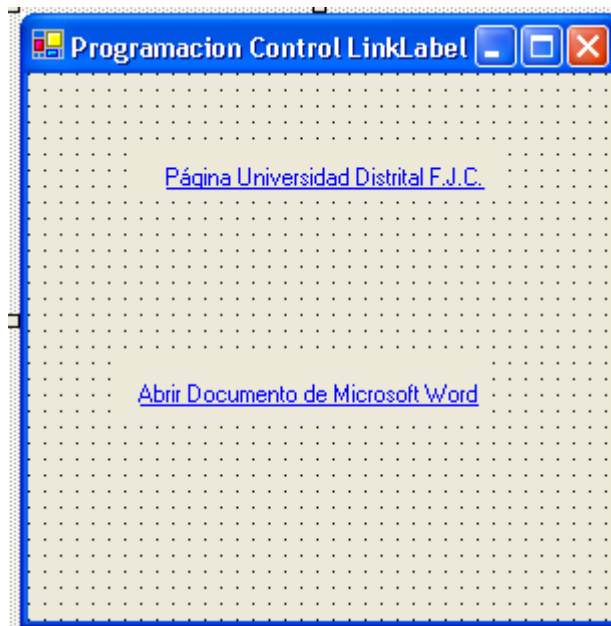 Programacion Control LinkLabel
Página Universidad Distrital F.J.C.
Abrir Documento de Microsoft Word